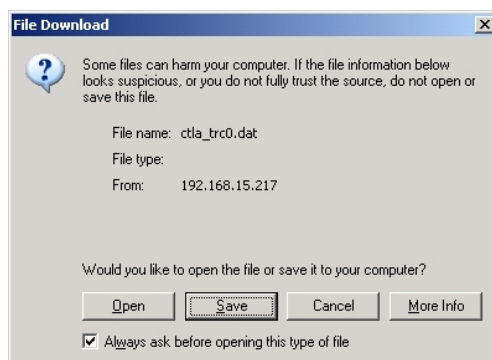 File Download
Some files can harm your computer. If the file information below
looks suspicious, or you do not fully trust the source, do not open or
save this file.
File name: ctla_trc0.dat
File type:
From: 192.168.15.217
Would you like to open the file or save it to your computer?
Open Save Cancel More Info
Always ask before opening this type of file